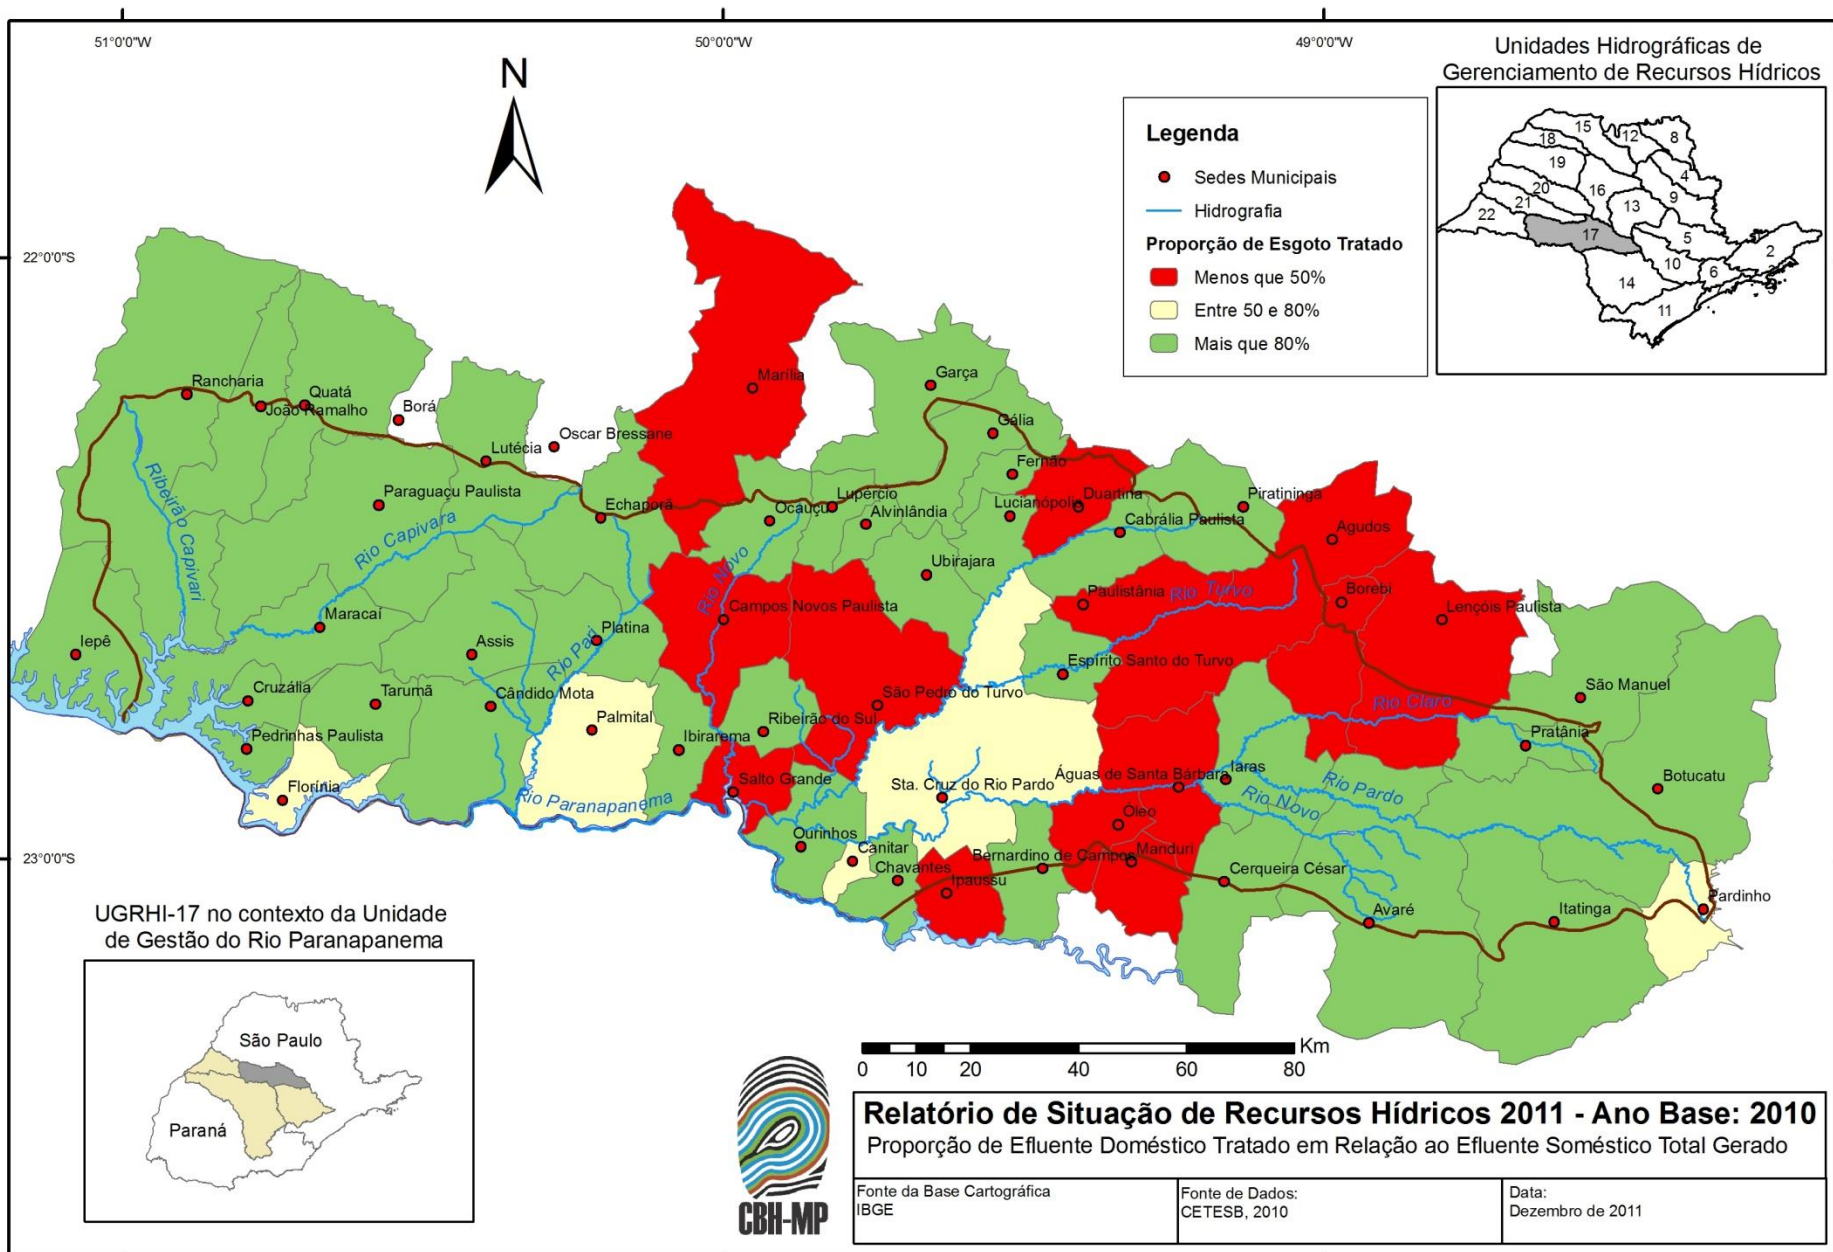 51°0'0"W
50°0'0"W
49°0'0"W
22°0'0"S
23°0'0"S
N
Legenda
Sedes Municipais
Hidrografia
Proporção de Esgoto Tratado
Menos que 50%
Entre 50 e 80%
Mais que 80%
Unidades Hidrográficas de
Gerenciamento de Recursos Hídricos
15
12
8
18
19
4
20
16
9
21
13
22
17
5
2
10
6
14
11
Marília
Rancharia
Quatá
João Ramalho
Borá
Garça
Gália
Oscar Bressane
Lutécia
Fernão
Paraguaçu Paulista
Echaporã
Ocauçu
Lupércio
Alvinlândia
Lucianópolis
Duartina
Cabrália Paulista
Piratininga
Agudos
Ribeirão Capivari
Rio Capivara
Rio Novo
Ubirajara
Paulistânia
Rio Turvo
Borebi
Lençóis Paulista
Maracaí
Campos Novos Paulista
Iepê
Assis
Platina
Rio Pari
Espírito Santo do Turvo
Cruzália
Tarumã
Cândido Mota
São Pedro do Turvo
São Manuel
Rio Claro
Palmital
Ribeirão do Sul
Pedrinhas Paulista
Ibirarema
Pratânia
Florínia
Salto Grande
Águas de Santa Bárbara
Iaras
Sta. Cruz do Rio Pardo
Rio Pardo
Botucatu
Rio Paranapanema
Rio Novo
Óleo
Ourinhos
Canitar
Bernardino de Campos
Manduri
Chavantes
Ipaussu
Cerqueira César
Avaré
Itatinga
Pardinho
UGRHI-17 no contexto da Unidade
de Gestão do Rio Paranapanema
São Paulo
Paraná
Km
0 10 20 40 60 80
CBH-MP
Relatório de Situação de Recursos Hídricos 2011 - Ano Base: 2010
Proporção de Efluente Doméstico Tratado em Relação ao Efluente Soméstico Total Gerado
Fonte da Base Cartográfica
IBGE
Fonte de Dados:
CETESB, 2010
Data:
Dezembro de 2011